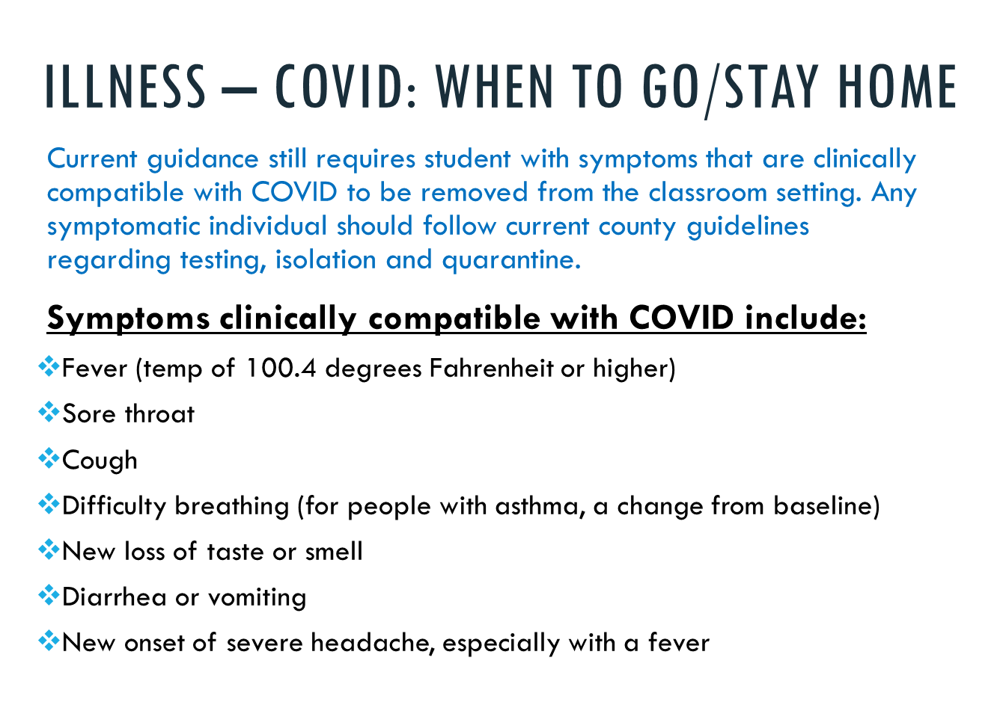 ILLNESS – COVID: WHEN TO GO/STAY HOME
Current guidance still requires student with symptoms that are clinically
compatible with COVID to be removed from the classroom setting. Any
symptomatic individual should follow current county guidelines
regarding testing, isolation and quarantine.
Symptoms clinically compatible with COVID include:
❖Fever (temp of 100.4 degrees Fahrenheit or higher)
❖Sore throat
❖Cough
❖Difficulty breathing (for people with asthma, a change from baseline)
❖New loss of taste or smell
❖Diarrhea or vomiting
❖New onset of severe headache, especially with a fever